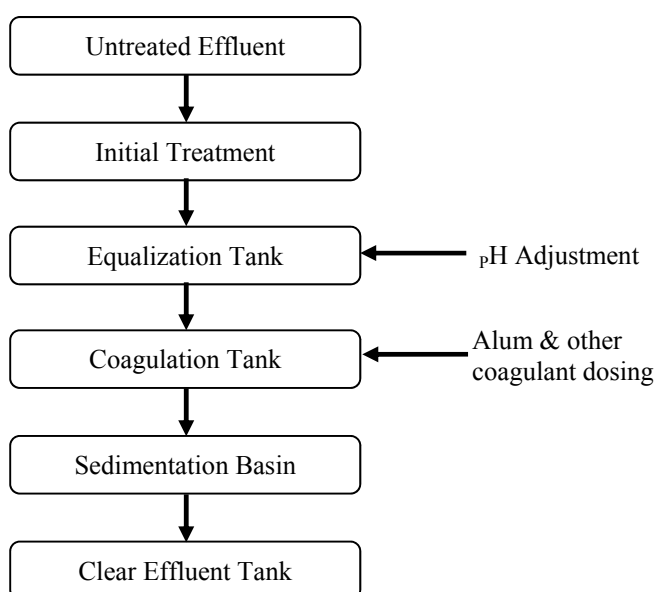 Untreated Effluent
Initial Treatment
Equalization Tank
PH Adjustment
Coagulation Tank
Alum & other
coagulant dosing
Sedimentation Basin
Clear Effluent Tank